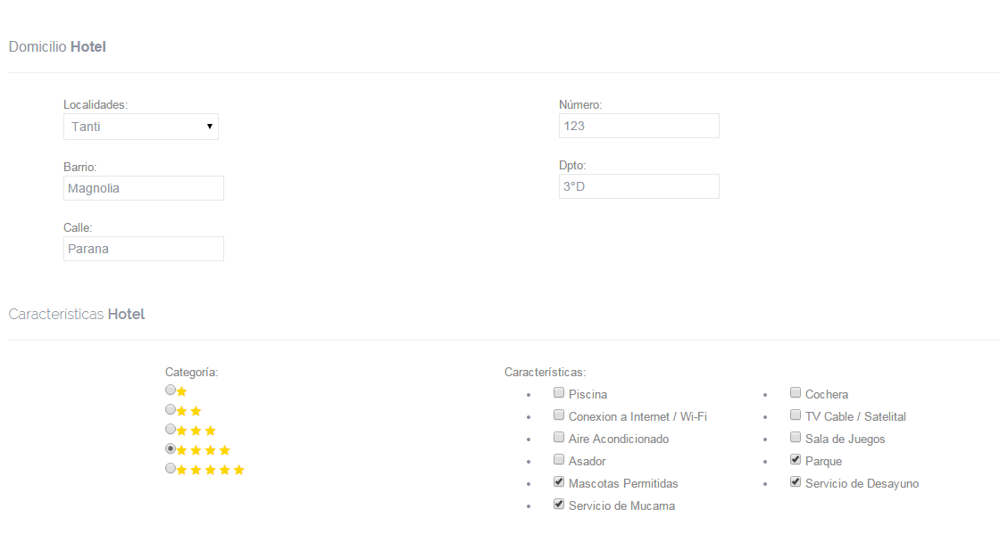 Domicilio Hotel
Localidades:
Tanti
Barrio:
Magnolia
Calle:
Parana
Número:
123
Dpto:
3°D
Características Hotel
Categoría:
Características:
Piscina
Conexion a Internet / Wi-Fi
Aire Acondicionado
Asador
Mascotas Permitidas
Servicio de Mucama
Cochera
TV Cable / Satelital
Sala de Juegos
Parque
Servicio de Desayuno